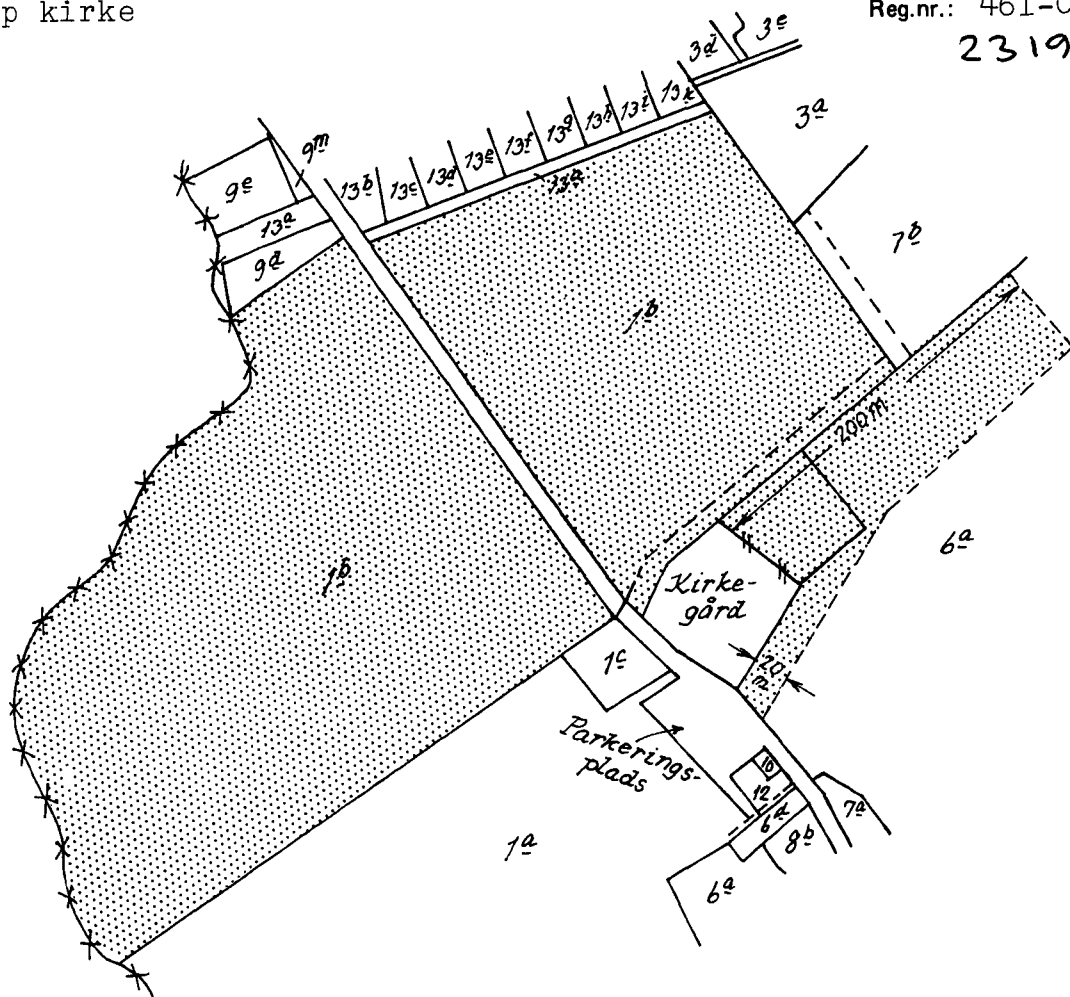 p kirke
Reg.nr.: 461-0
2319
3d
3e
3a
9m
9e
13b
13c
13d
13e
13f
13g
13h
13i
13k
13a
13a
9d
7b
1b
200 m
6a
1b
Kirke-
gård
1c
20
m.
Parkerings-
plads
10
12
6d
7a
8b
1a
6a